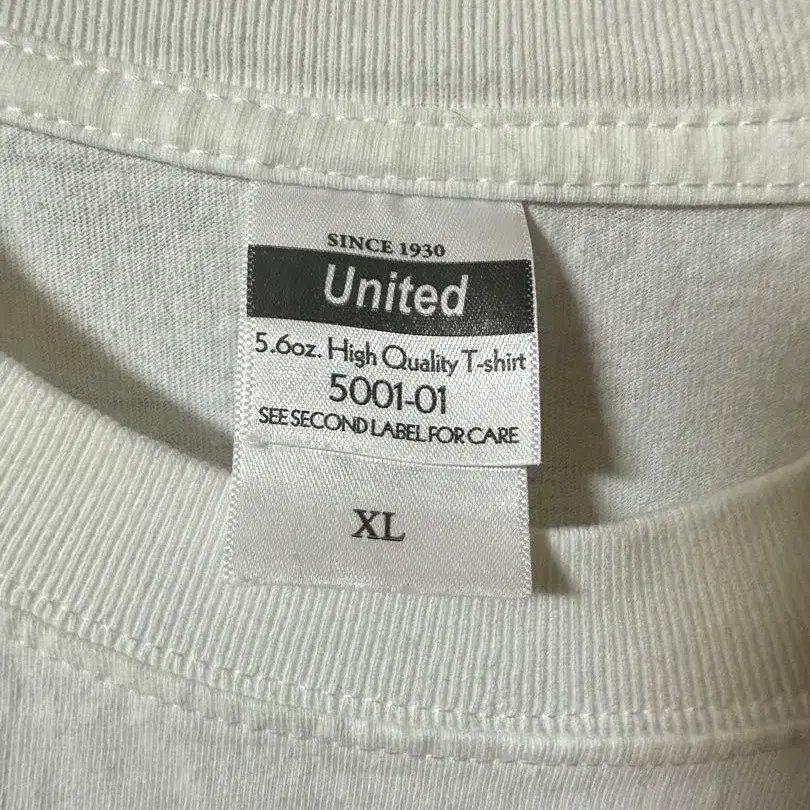 SINCE 1930
United
5.6oz. High Quality T-shirt
5001-01
SEE SECOND LABEL FOR CARE
XL